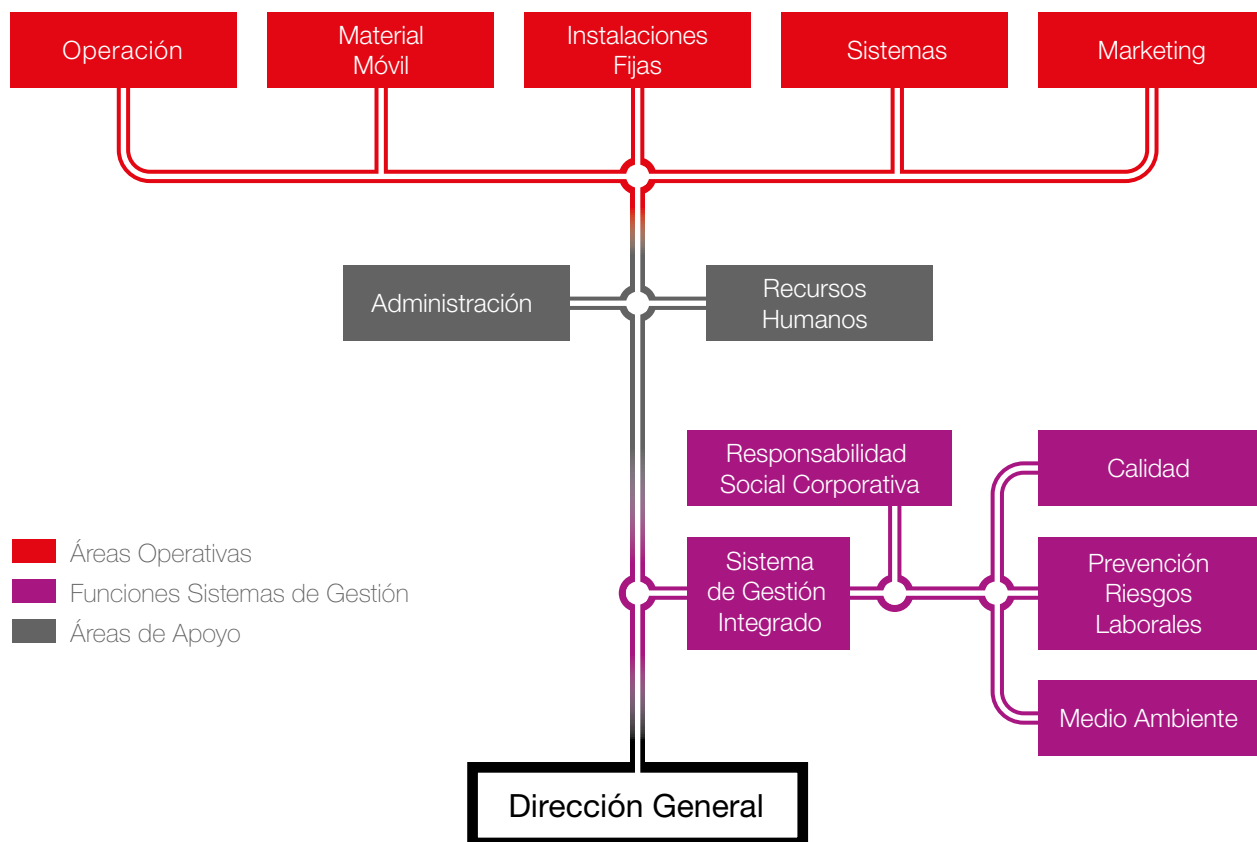 Operación
Material
Móvil
Instalaciones
Fijas
Sistemas
Marketing
Administración
Recursos
Humanos
Responsabilidad
Social Corporativa
Calidad
Sistema
de Gestión
Integrado
Prevención
Riesgos
Laborales
Medio Ambiente
Áreas Operativas
Funciones Sistemas de Gestión
Áreas de Apoyo
Dirección General